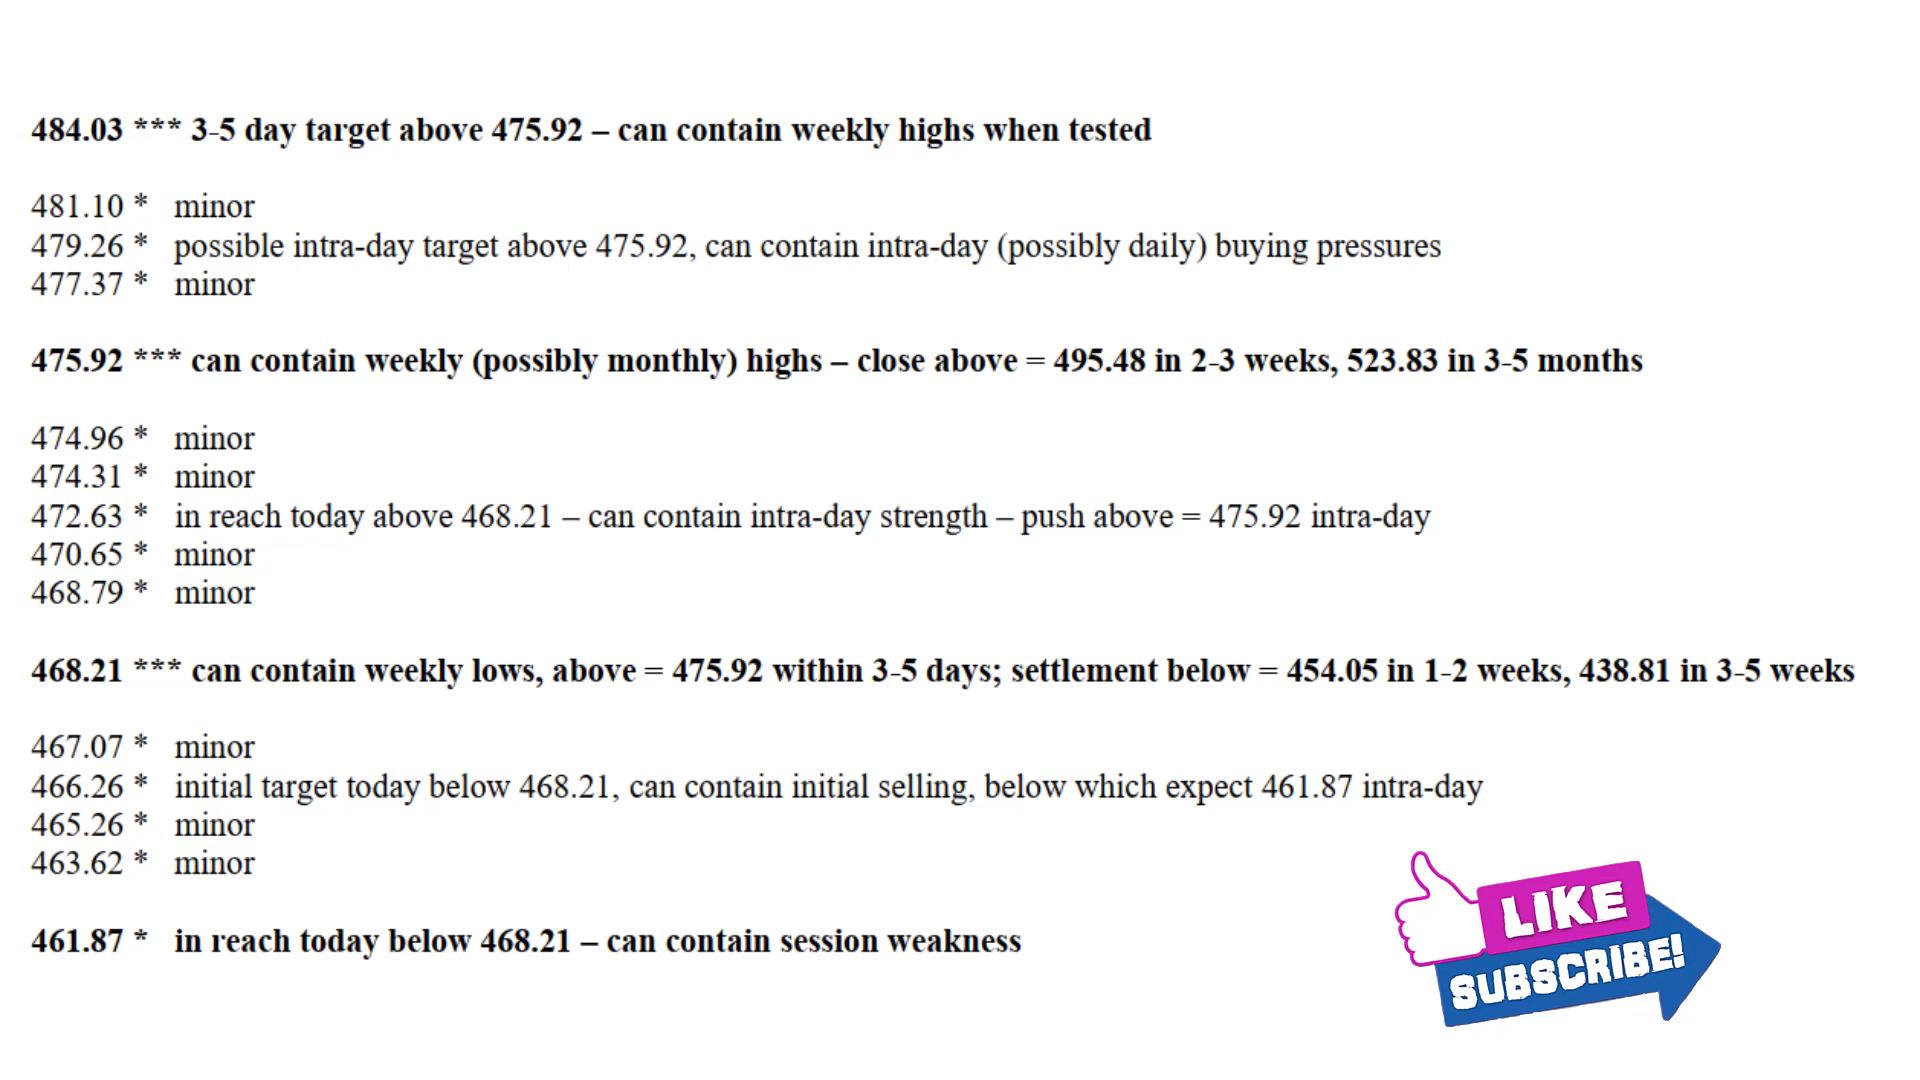 484.03 *** 3-5 day target above 475.92 – can contain weekly highs when tested
481.10 * minor
479.26 * possible intra-day target above 475.92, can contain intra-day (possibly daily) buying pressures
477.37 * minor
475.92 *** can contain weekly (possibly monthly) highs – close above = 495.48 in 2-3 weeks, 523.83 in 3-5 months
474.96 * minor
474.31 * minor
472.63 * in reach today above 468.21 – can contain intra-day strength – push above = 475.92 intra-day
470.65 * minor
468.79 * minor
468.21 *** can contain weekly lows, above = 475.92 within 3-5 days; settlement below = 454.05 in 1-2 weeks, 438.81 in 3-5 weeks
467.07 * minor
466.26 * initial target today below 468.21, can contain initial selling, below which expect 461.87 intra-day
465.26 * minor
463.62 * minor
461.87 * in reach today below 468.21 – can contain session weakness
LIKE
SUBSCRIBE!